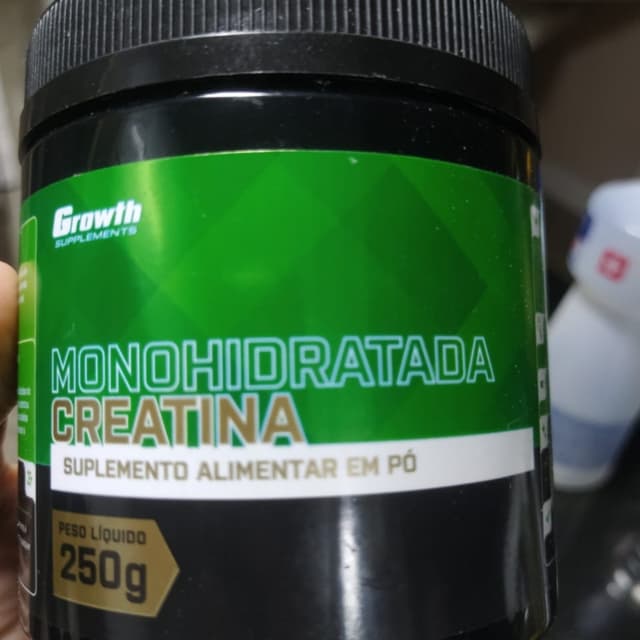 Growth
SUPPLEMENTS
MONOHIDRATADA
CREATINA
SUPLEMENTO ALIMENTAR EM PÓ
PESO LÍQUIDO
250g